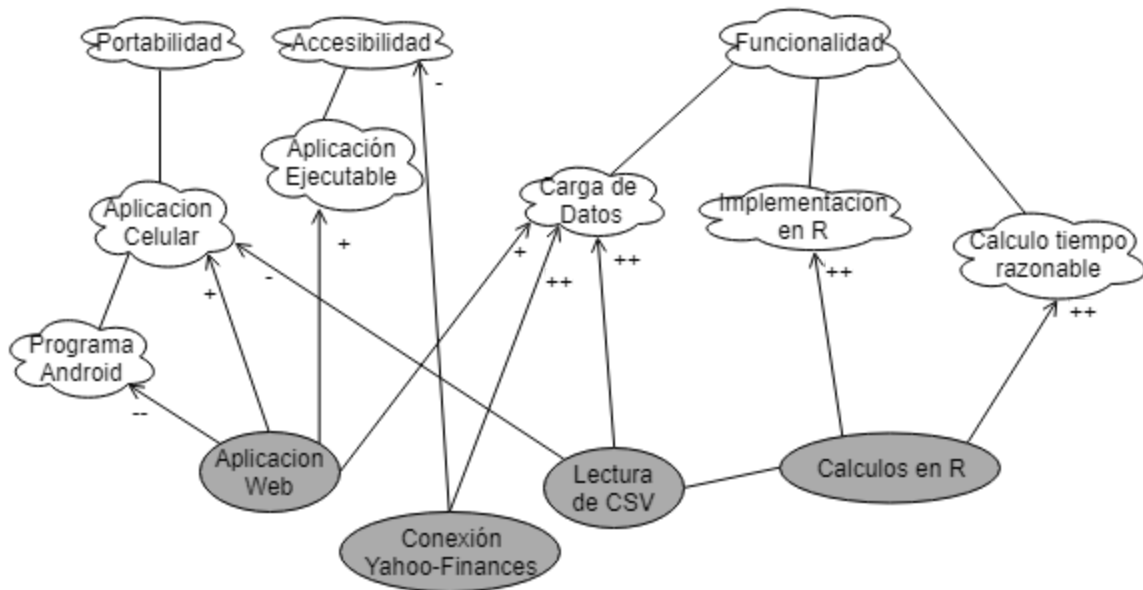 Portabilidad
Accesibilidad
Funcionalidad
-
Aplicación
Ejecutable
Carga de
Datos
Implementacion
en R
Aplicacion
Celular
Calculo tiempo
razonable
+
+
++
++
-
++
+
++
Programa
Android
--
Aplicacion
Web
Lectura
de CSV
Calculos en R
Conexión
Yahoo-Finances